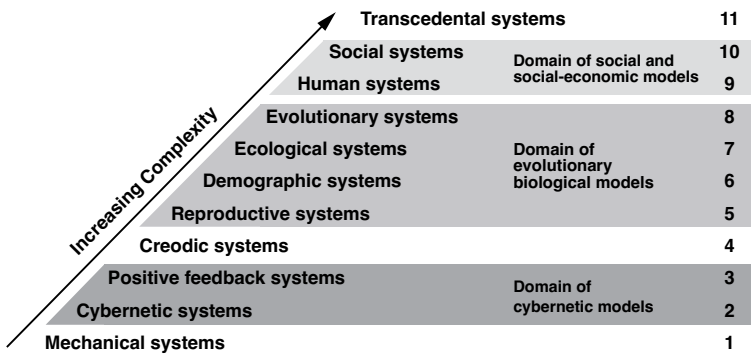 Transcedental systems 11
Social systems 10
Domain of social and
social-economic models
Human systems 9
Evolutionary systems 8
Ecological systems 7
Domain of
evolutionary
biological models
Demographic systems 6
Reproductive systems 5
Creodic systems 4
Positive feedback systems 3
Domain of
cybernetic models
Cybernetic systems 2
Mechanical systems 1
Increasing Complexity